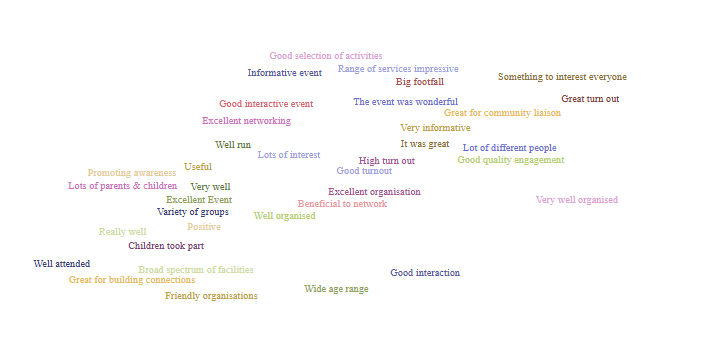 Good selection of activities
Range of services impressive
Informative event
Something to interest everyone
Big footfall
Great turn out
The event was wonderful
Good interactive event
Great for community liaison
Excellent networking
Very informative
It was great
Well run
Lot of different people
Lots of interest
High turn out
Good quality engagement
Useful
Good turnout
Promoting awareness
Lots of parents & children
Very well
Excellent organisation
Excellent Event
Very well organised
Beneficial to network
Variety of groups
Well organised
Positive
Really well
Children took part
Well attended
Broad spectrum of facilities
Good interaction
Great for building connections
Wide age range
Friendly organisations